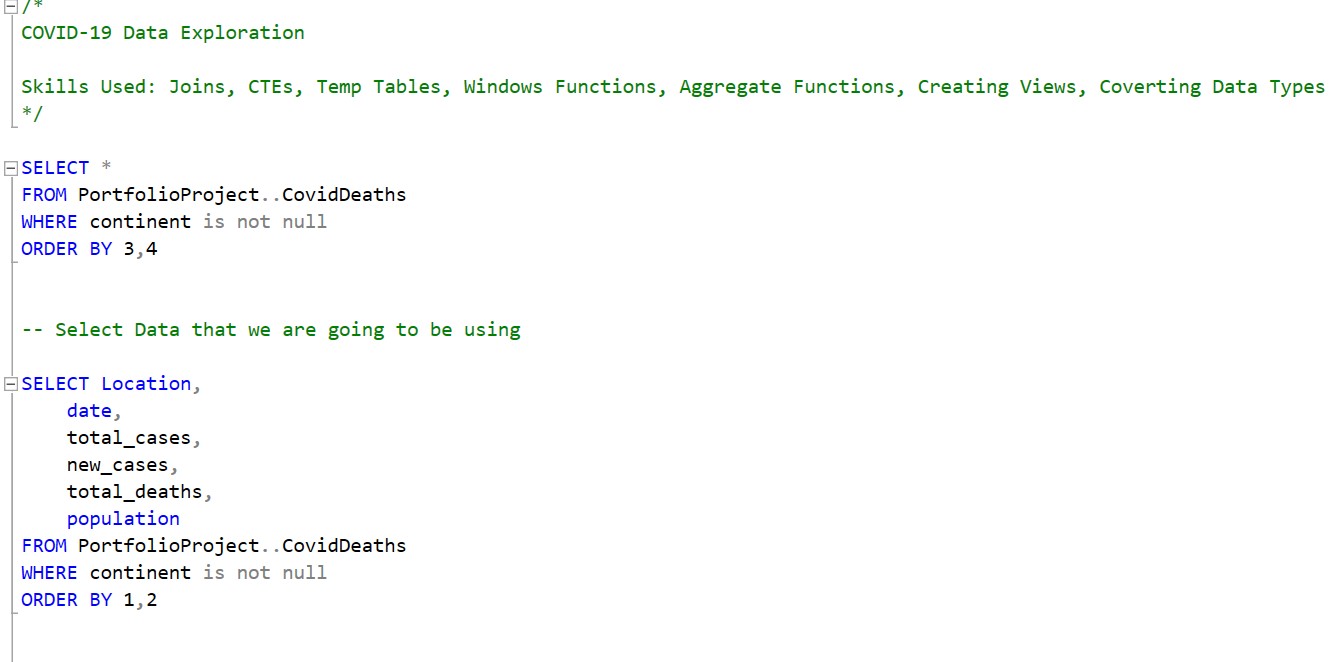 /*
COVID-19 Data Exploration
Skills Used: Joins, CTEs, Temp Tables, Windows Functions, Aggregate Functions, Creating Views, Coverting Data Types
*/
SELECT *
FROM PortfolioProject..CovidDeaths
WHERE continent is not null
ORDER BY 3,4
-- Select Data that we are going to be using
SELECT Location,
date,
total_cases,
new_cases,
total_deaths,
population
FROM PortfolioProject..CovidDeaths
WHERE continent is not null
ORDER BY 1,2